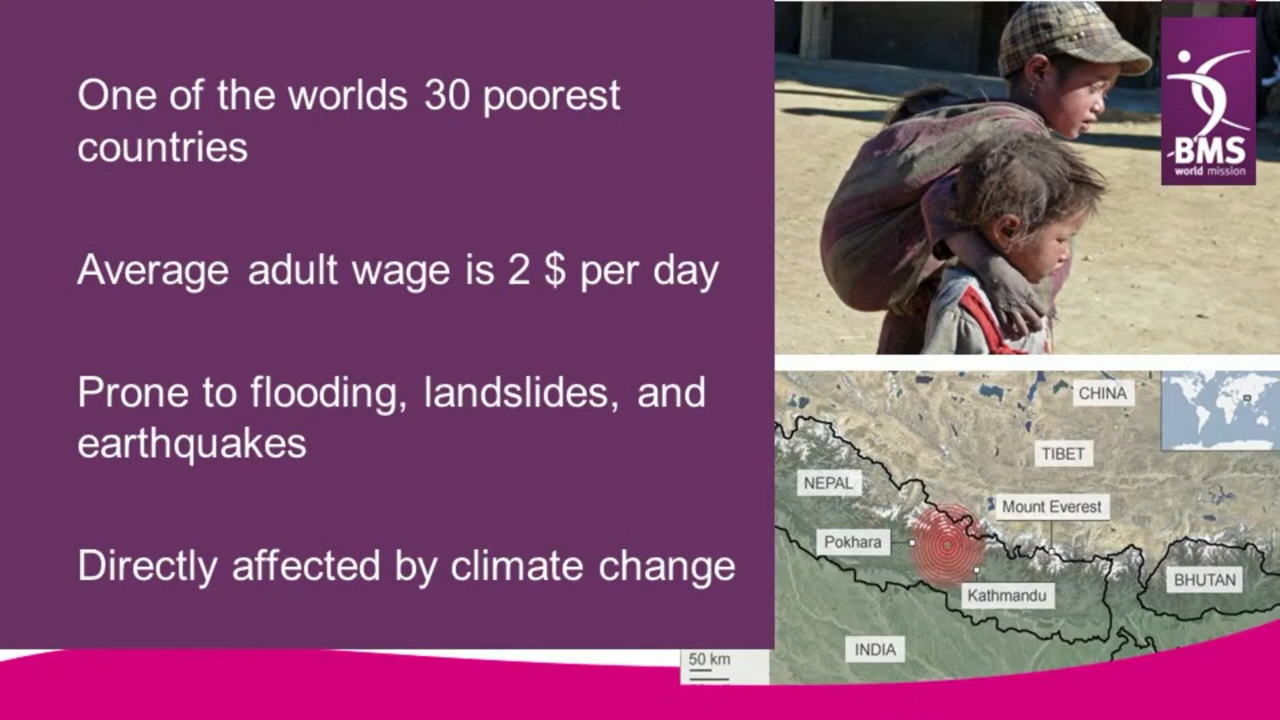 One of the worlds 30 poorest
countries
Average adult wage is 2 $ per day
Prone to flooding, landslides, and
earthquakes
Directly affected by climate change
BMS
world mission
CHINA
TIBET
NEPAL
Mount Everest
Pokhara
BHUTAN
Kathmandu
INDIA
50 km